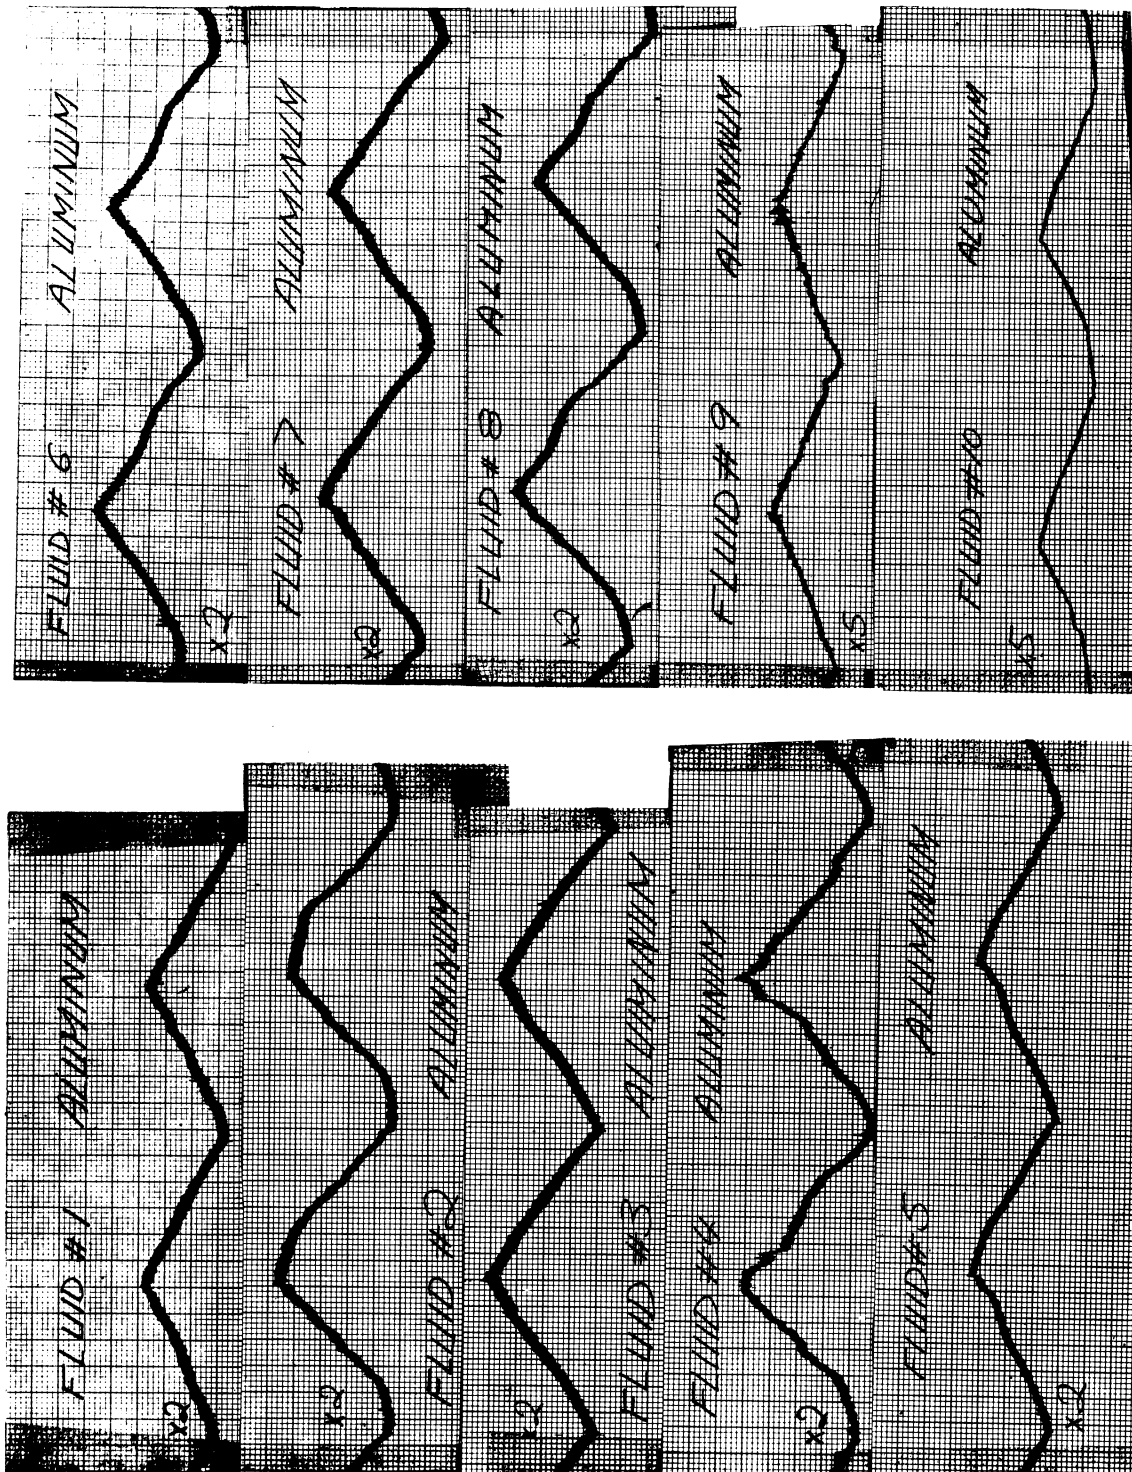 FLUID #6 ALUMINUM
x2
FLUID #7 ALUMINUM
x2
FLUID #8 ALUMINUM
x2
FLUID #9 ALUMINUM
x5
FLUID #10 ALUMINUM
x5
FLUID #1 ALUMINUM
x2
FLUID #2 ALUMINUM
x2
FLUID #3 ALUMINUM
x2
FLUID #4 ALUMINUM
x2
FLUID #5 ALUMINUM
x2